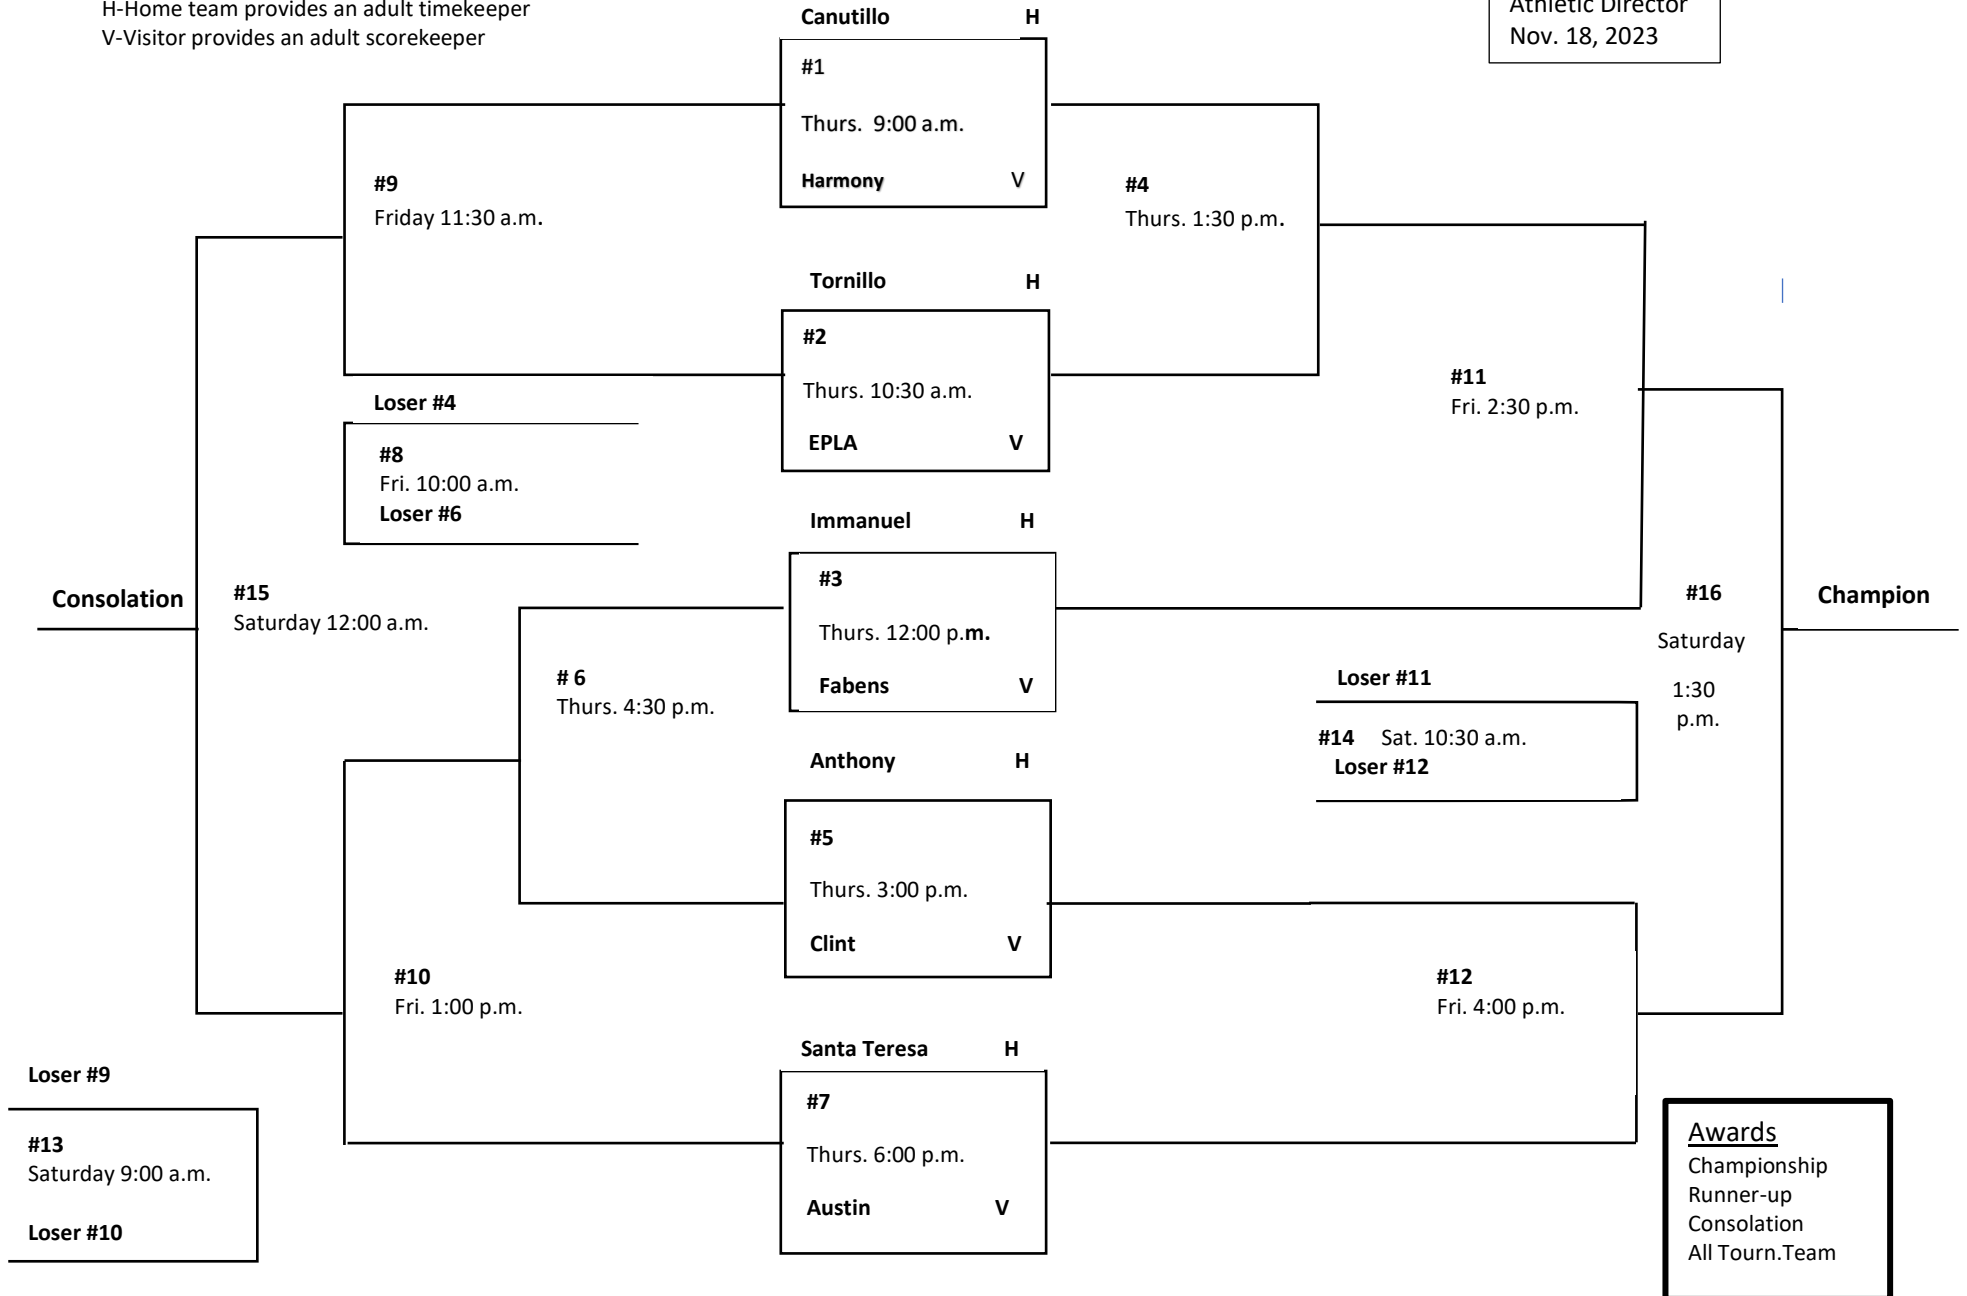 H-Home team provides an adult timekeeper
V-Visitor provides an adult scorekeeper
Athletic Director
Nov. 18, 2023
Canutillo H
#1
Thurs. 9:00 a.m.
Harmony V
#9
Friday 11:30 a.m.
#4
Thurs. 1:30 p.m.
Tornillo H
#2
Thurs. 10:30 a.m.
EPLA V
Loser #4
#8
Fri. 10:00 a.m.
Loser #6
#11
Fri. 2:30 p.m.
Immanuel H
#3
Thurs. 12:00 p.m.
Fabens V
Consolation
#15
Saturday 12:00 a.m.
#16
Saturday
1:30
p.m.
Champion
# 6
Thurs. 4:30 p.m.
Loser #11
#14 Sat. 10:30 a.m.
Loser #12
Anthony H
#5
Thurs. 3:00 p.m.
Clint V
#10
Fri. 1:00 p.m.
#12
Fri. 4:00 p.m.
Santa Teresa H
#7
Thurs. 6:00 p.m.
Austin V
Loser #9
#13
Saturday 9:00 a.m.
Loser #10
Awards
Championship
Runner-up
Consolation
All Tourn.Team